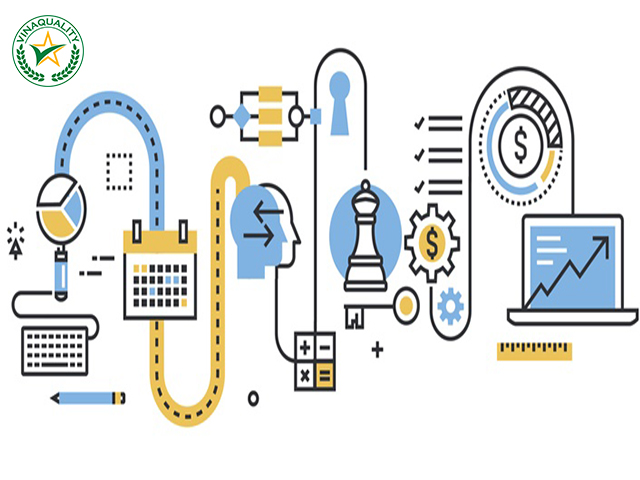 VINAQUALITY
$
$
+ −
× =